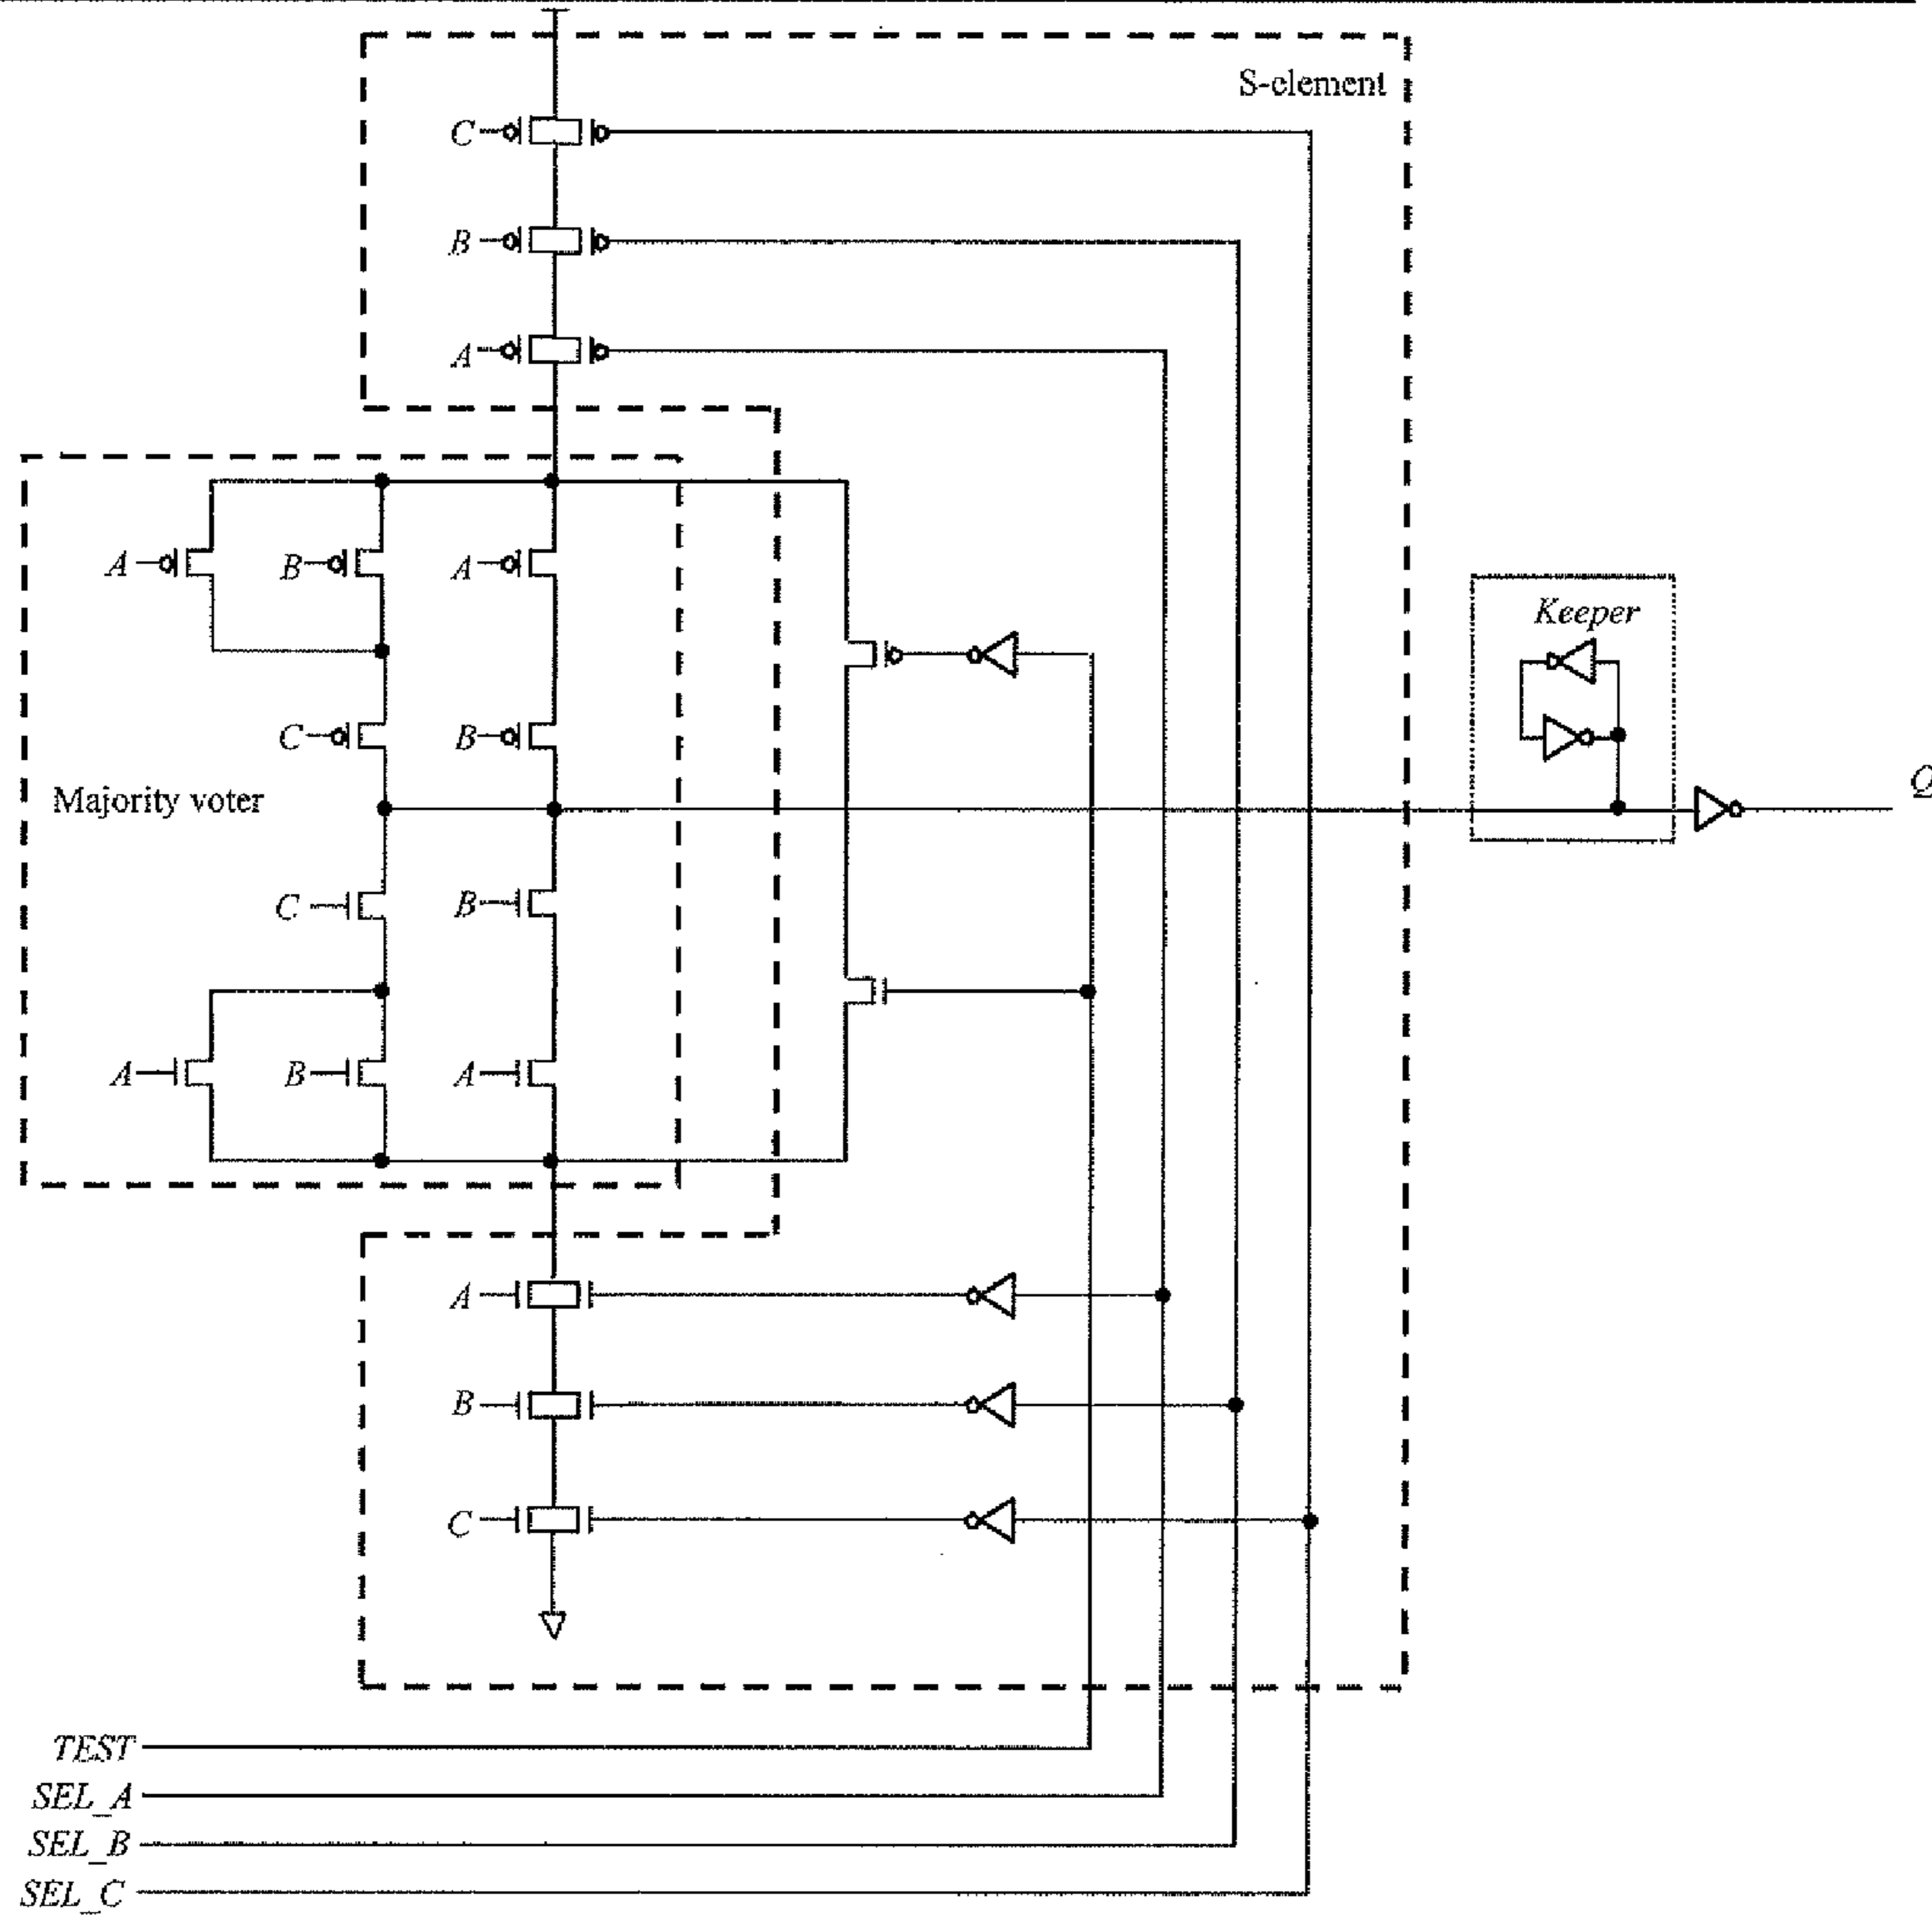 S-element
C
B
A
A
B
A
Keeper
C
B
Q
Majority voter
C
B
A
B
A
A
B
C
TEST
SEL_A
SEL_B
SEL_C